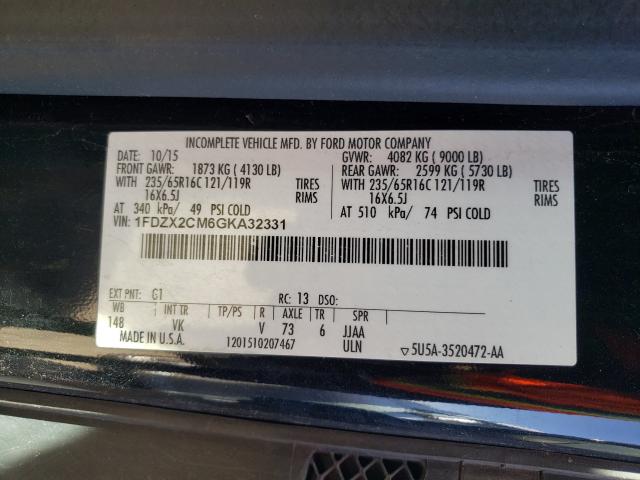 INCOMPLETE VEHICLE MFD. BY FORD MOTOR COMPANY
DATE: 10/15 GVWR: 4082 KG ( 9000 LB)
FRONT GAWR: 1873 KG ( 4130 LB) REAR GAWR: 2599 KG ( 5730 LB)
WITH 235/65R16C 121/119R TIRES WITH 235/65R16C 121/119R TIRES
16X6.5J RIMS 16X6.5J RIMS
AT 340 kPa/ 49 PSI COLD AT 510 kPa/ 74 PSI COLD
VIN: 1FDZX2CM6GKA32331
EXT PNT: G1 RC: 13 DSO:
WB INT TR TP/PS R AXLE TR SPR
148 VK V 73 6 JJAA
MADE IN U.S.A. 1201510207467 ULN ▽5U5A-3520472-AA